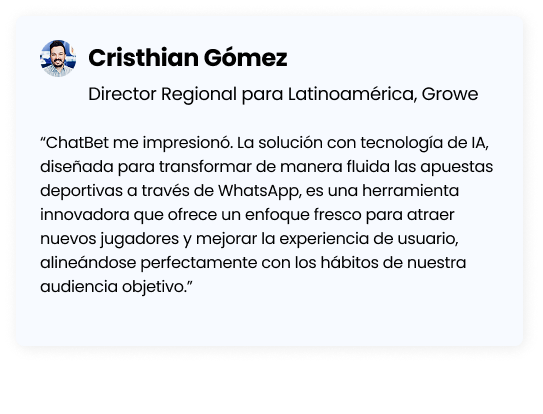 Cristhian Gómez
Director Regional para Latinoamérica, Growe
“ChatBet me impresionó. La solución con tecnología de IA,
diseñada para transformar de manera fluida las apuestas
deportivas a través de WhatsApp, es una herramienta
innovadora que ofrece un enfoque fresco para atraer
nuevos jugadores y mejorar la experiencia de usuario,
alineándose perfectamente con los hábitos de nuestra
audiencia objetivo.”